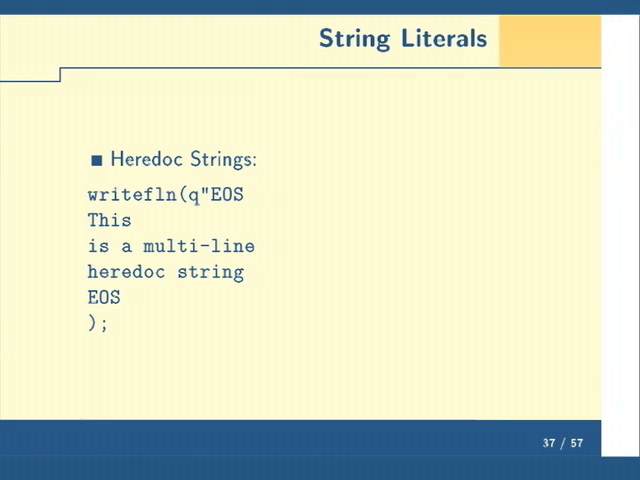 String Literals
■ Heredoc Strings:
writefln(q"EOS
This
is a multi-line
heredoc string
EOS
);
37 / 57